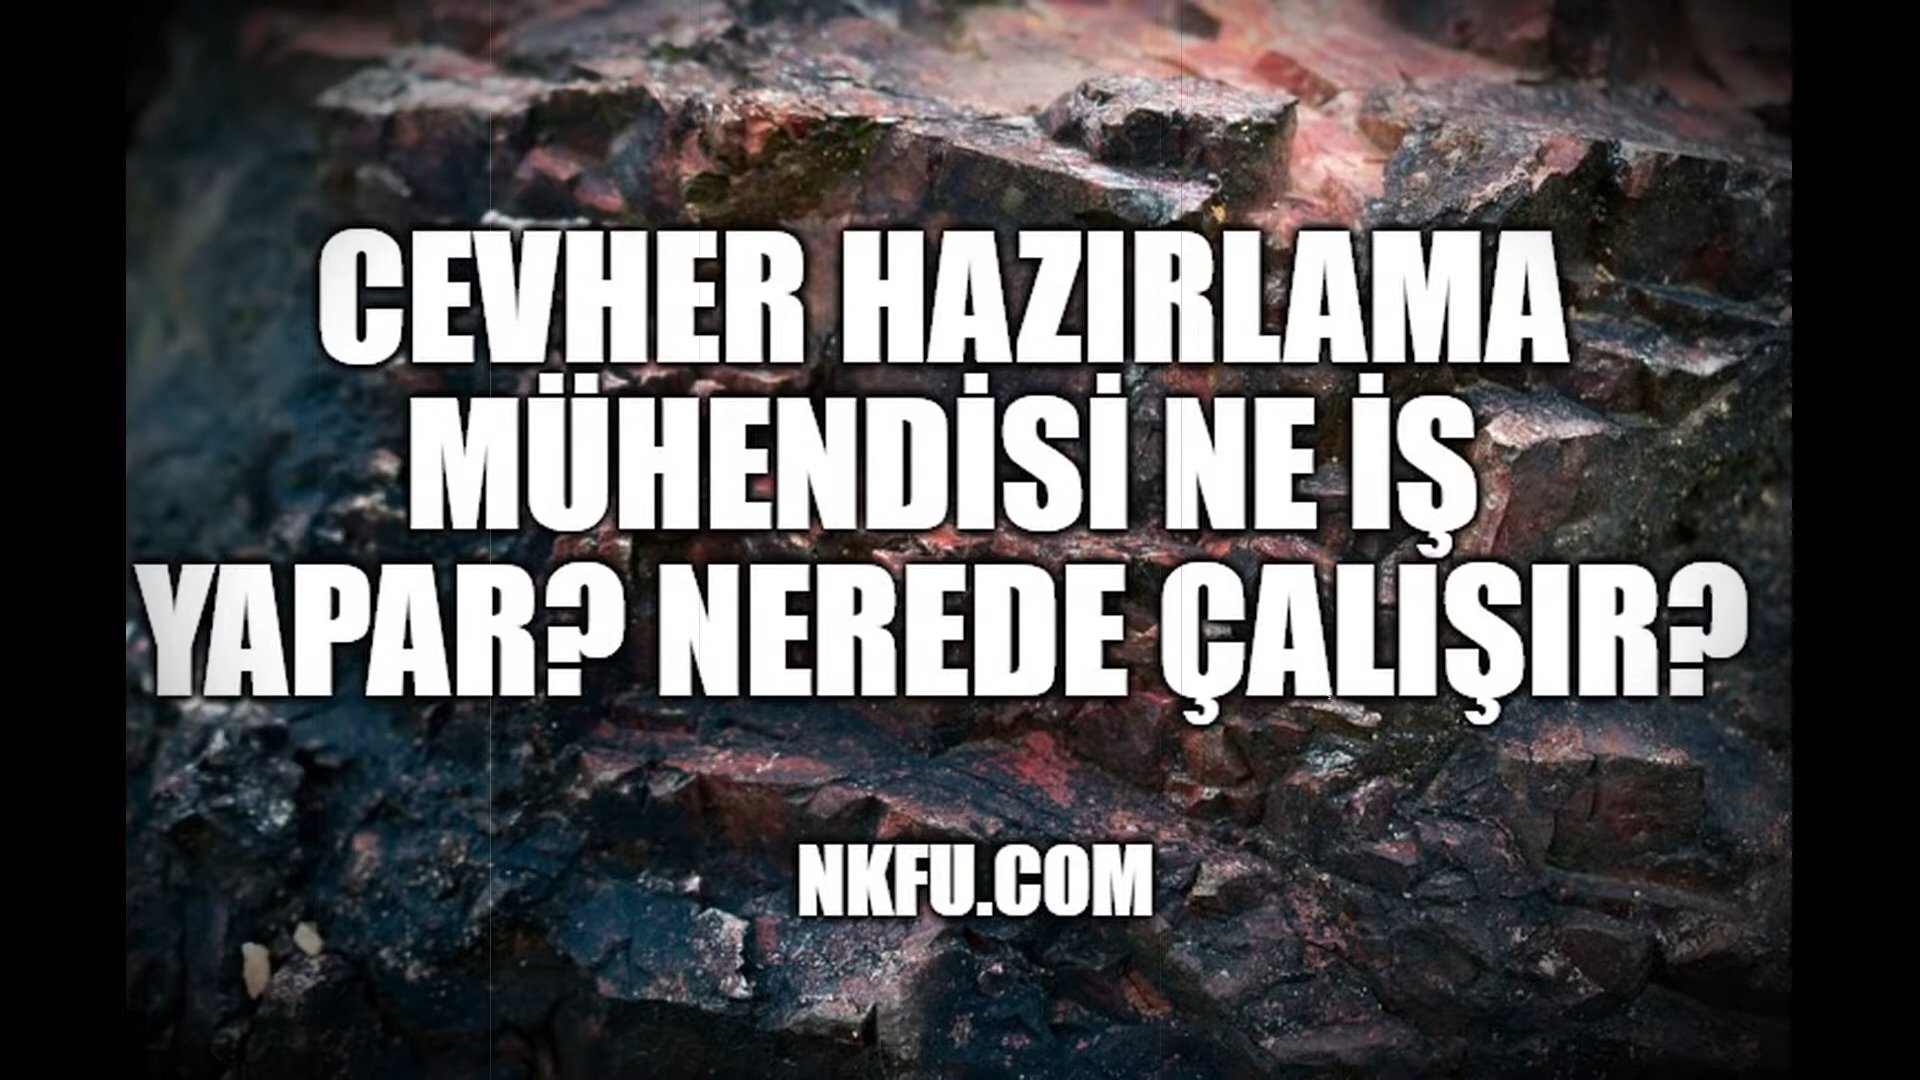 CEVHER HAZIRLAMA
MÜHENDİSİ NE İŞ
YAPAR? NEREDE ÇALIŞIR?
NKFU.COM